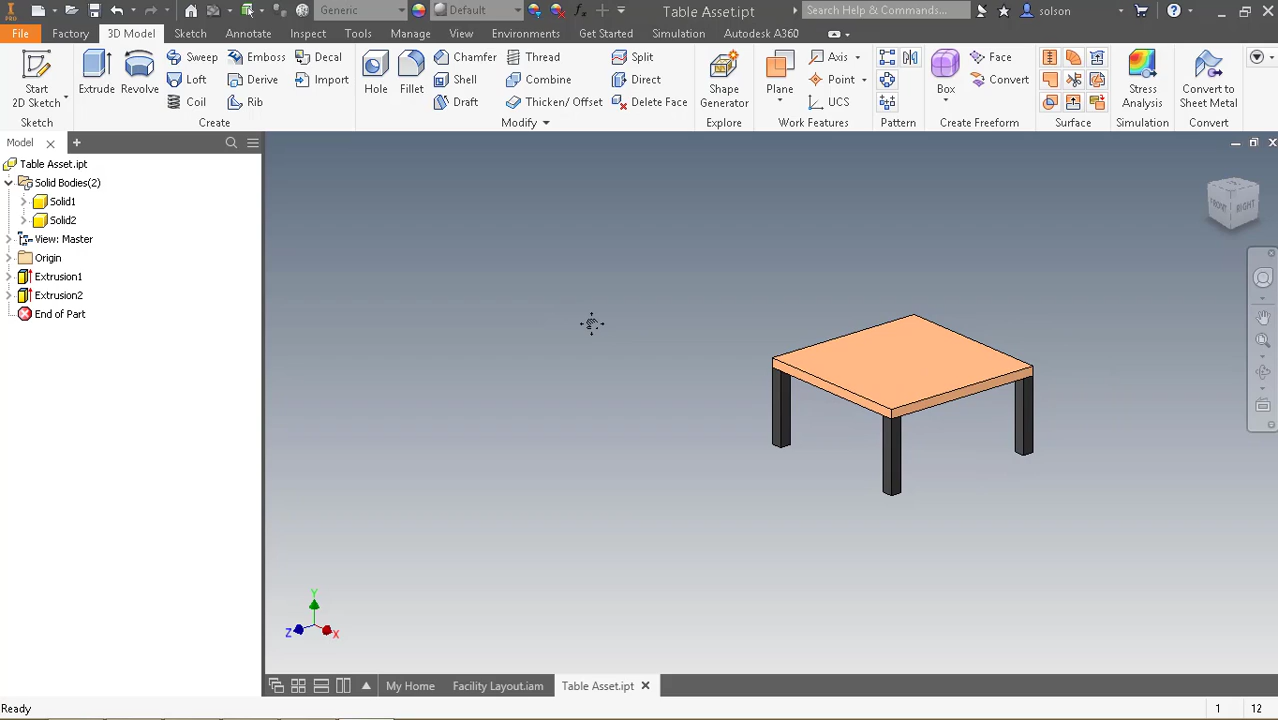 PRO Generic Default Table Asset.ipt Search Help & Commands... solson
File Factory 3D Model Sketch Annotate Inspect Tools Manage View Environments Get Started Simulation Autodesk A360
Start 2D Sketch Extrude Revolve Sweep Emboss Decal Hole Fillet Chamfer Thread Split Shape Generator Plane Axis Box Face Stress Analysis Convert to Sheet Metal
Loft Derive Import Shell Combine Direct Point Convert
Coil Rib Draft Thicken/ Offset Delete Face UCS
Sketch Create Modify Explore Work Features Pattern Create Freeform Surface Simulation Convert
Model
Table Asset.ipt
Solid Bodies(2)
Solid1
Solid2
View: Master
Origin
Extrusion1
Extrusion2
End of Part
FRONT RIGHT
Y
Z X
My Home Facility Layout.iam Table Asset.ipt
Ready 1 12